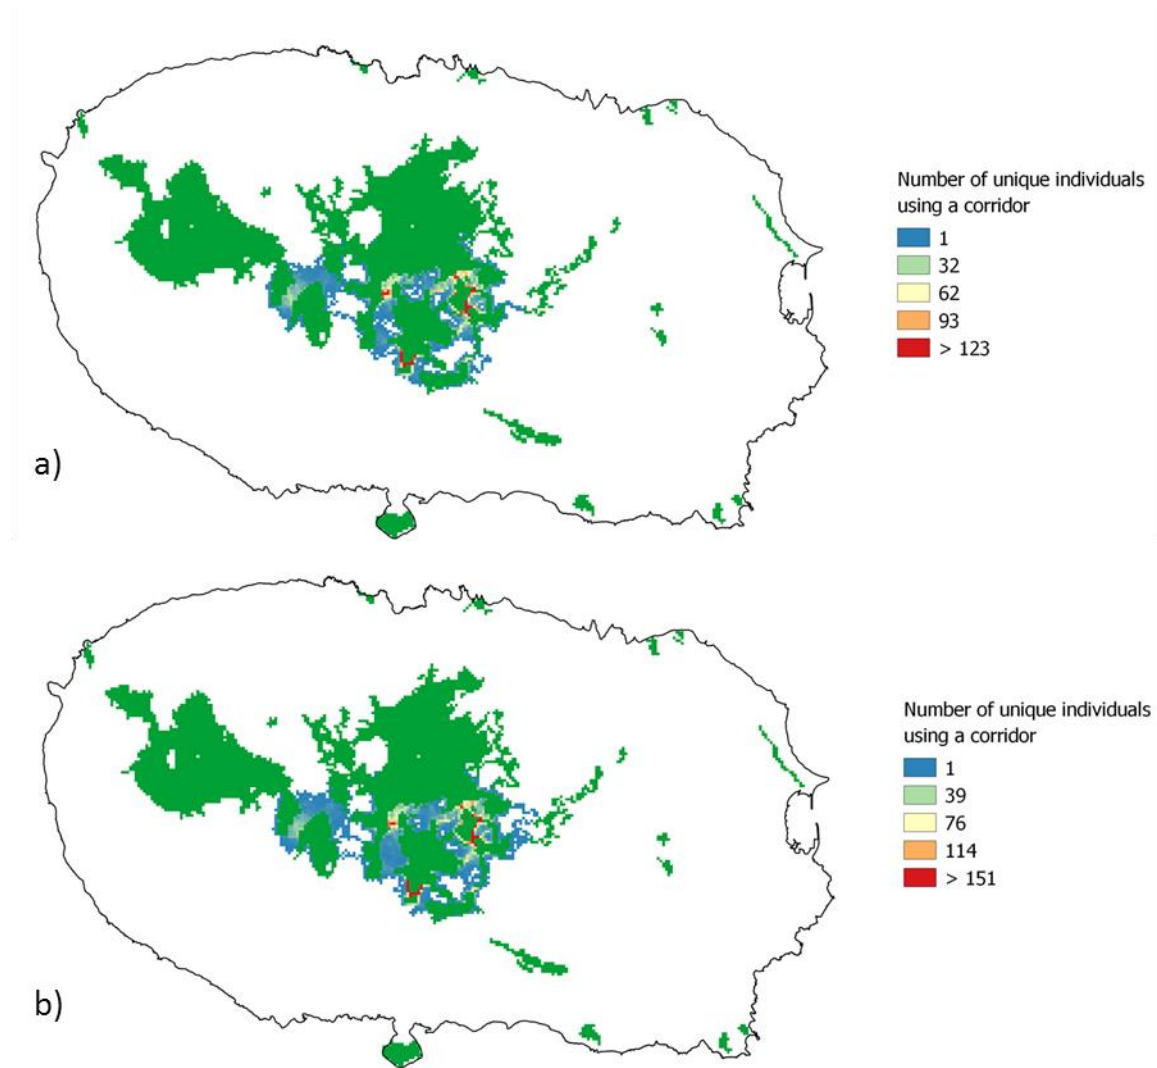 Number of unique individuals
using a corridor
1
32
62
93
> 123
a)
Number of unique individuals
using a corridor
1
39
76
114
> 151
b)